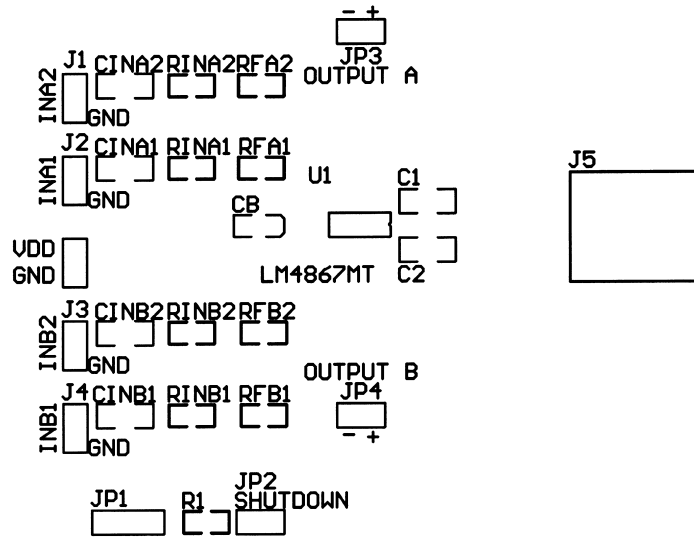 - +
JP3
OUTPUT A
J1
CINA2 RINA2 RFA2
INA2
GND
J2
CINA1 RINA1 RFA1
INA1
GND
U1
C1
J5
CB
VDD
GND
LM4867MT
C2
J3
CINB2 RINB2 RFB2
INB2
GND
OUTPUT B
JP4
- +
J4
CINB1 RINB1 RFB1
INB1
GND
JP1
R1
JP2
SHUTDOWN